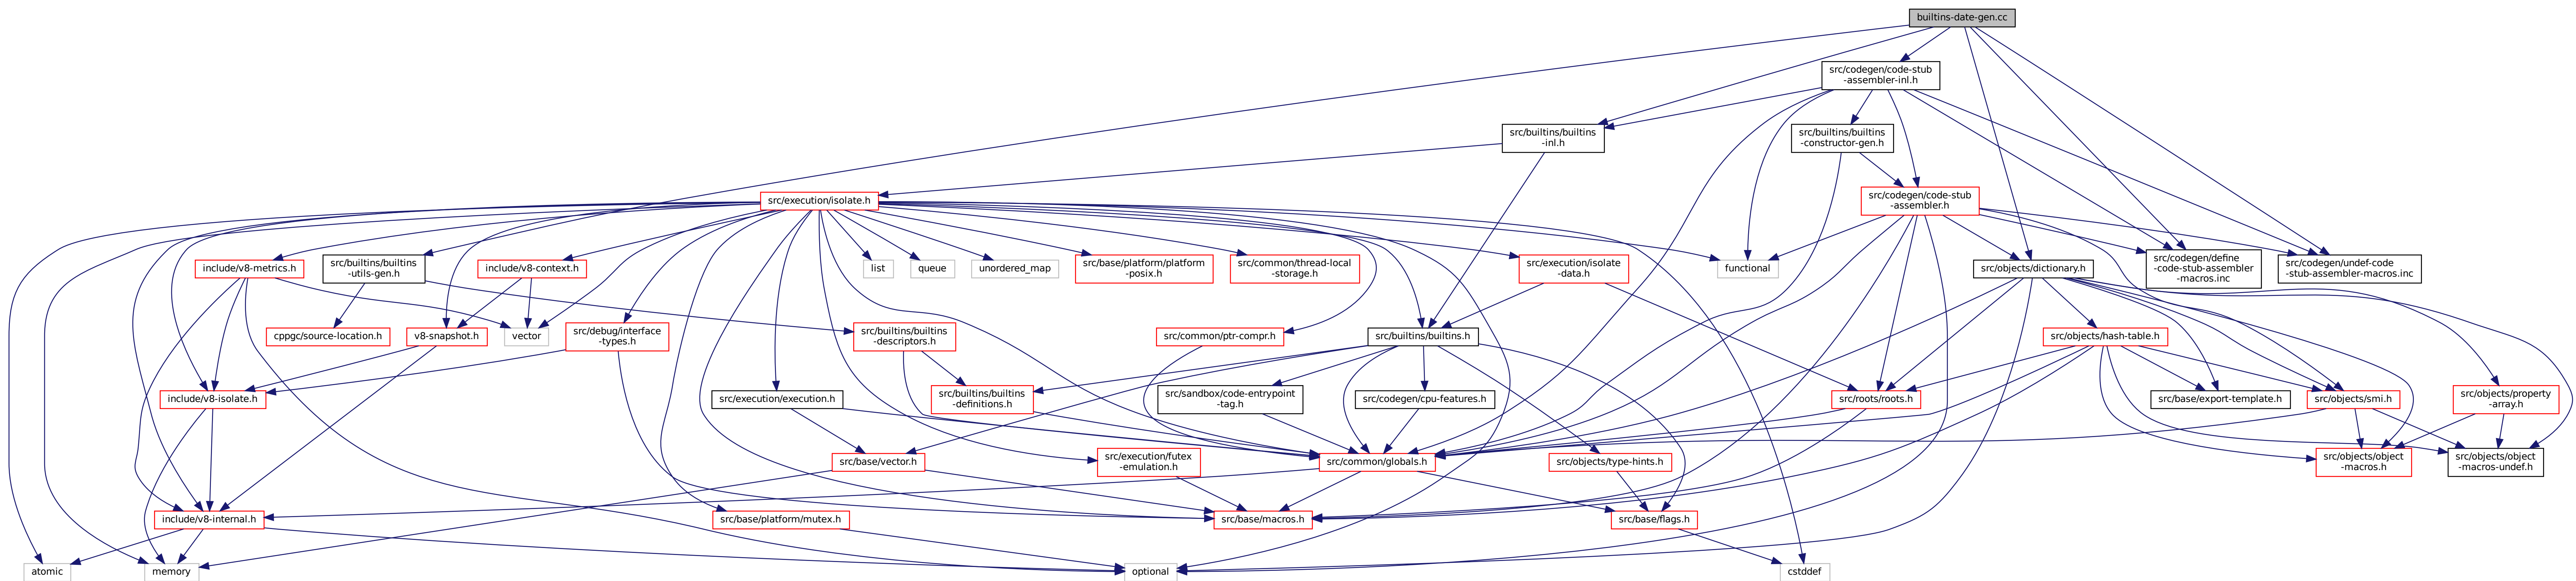 builtins-date-gen.cc
src/codegen/code-stub
-assembler-inl.h
src/builtins/builtins
-inl.h
src/builtins/builtins
-constructor-gen.h
src/execution/isolate.h
src/codegen/code-stub
-assembler.h
include/v8-metrics.h
src/builtins/builtins
-utils-gen.h
include/v8-context.h
list
queue
unordered_map
src/base/platform/platform
-posix.h
src/common/thread-local
-storage.h
src/execution/isolate
-data.h
functional
src/objects/dictionary.h
src/codegen/define
-code-stub-assembler
-macros.inc
src/codegen/undef-code
-stub-assembler-macros.inc
cppgc/source-location.h
v8-snapshot.h
vector
src/debug/interface
-types.h
src/builtins/builtins
-descriptors.h
src/common/ptr-compr.h
src/builtins/builtins.h
src/objects/hash-table.h
include/v8-isolate.h
src/execution/execution.h
src/builtins/builtins
-definitions.h
src/sandbox/code-entrypoint
-tag.h
src/codegen/cpu-features.h
src/roots/roots.h
src/base/export-template.h
src/objects/smi.h
src/objects/property
-array.h
src/base/vector.h
src/execution/futex
-emulation.h
src/common/globals.h
src/objects/type-hints.h
src/objects/object
-macros.h
src/objects/object
-macros-undef.h
include/v8-internal.h
src/base/platform/mutex.h
src/base/macros.h
src/base/flags.h
atomic
memory
optional
cstddef